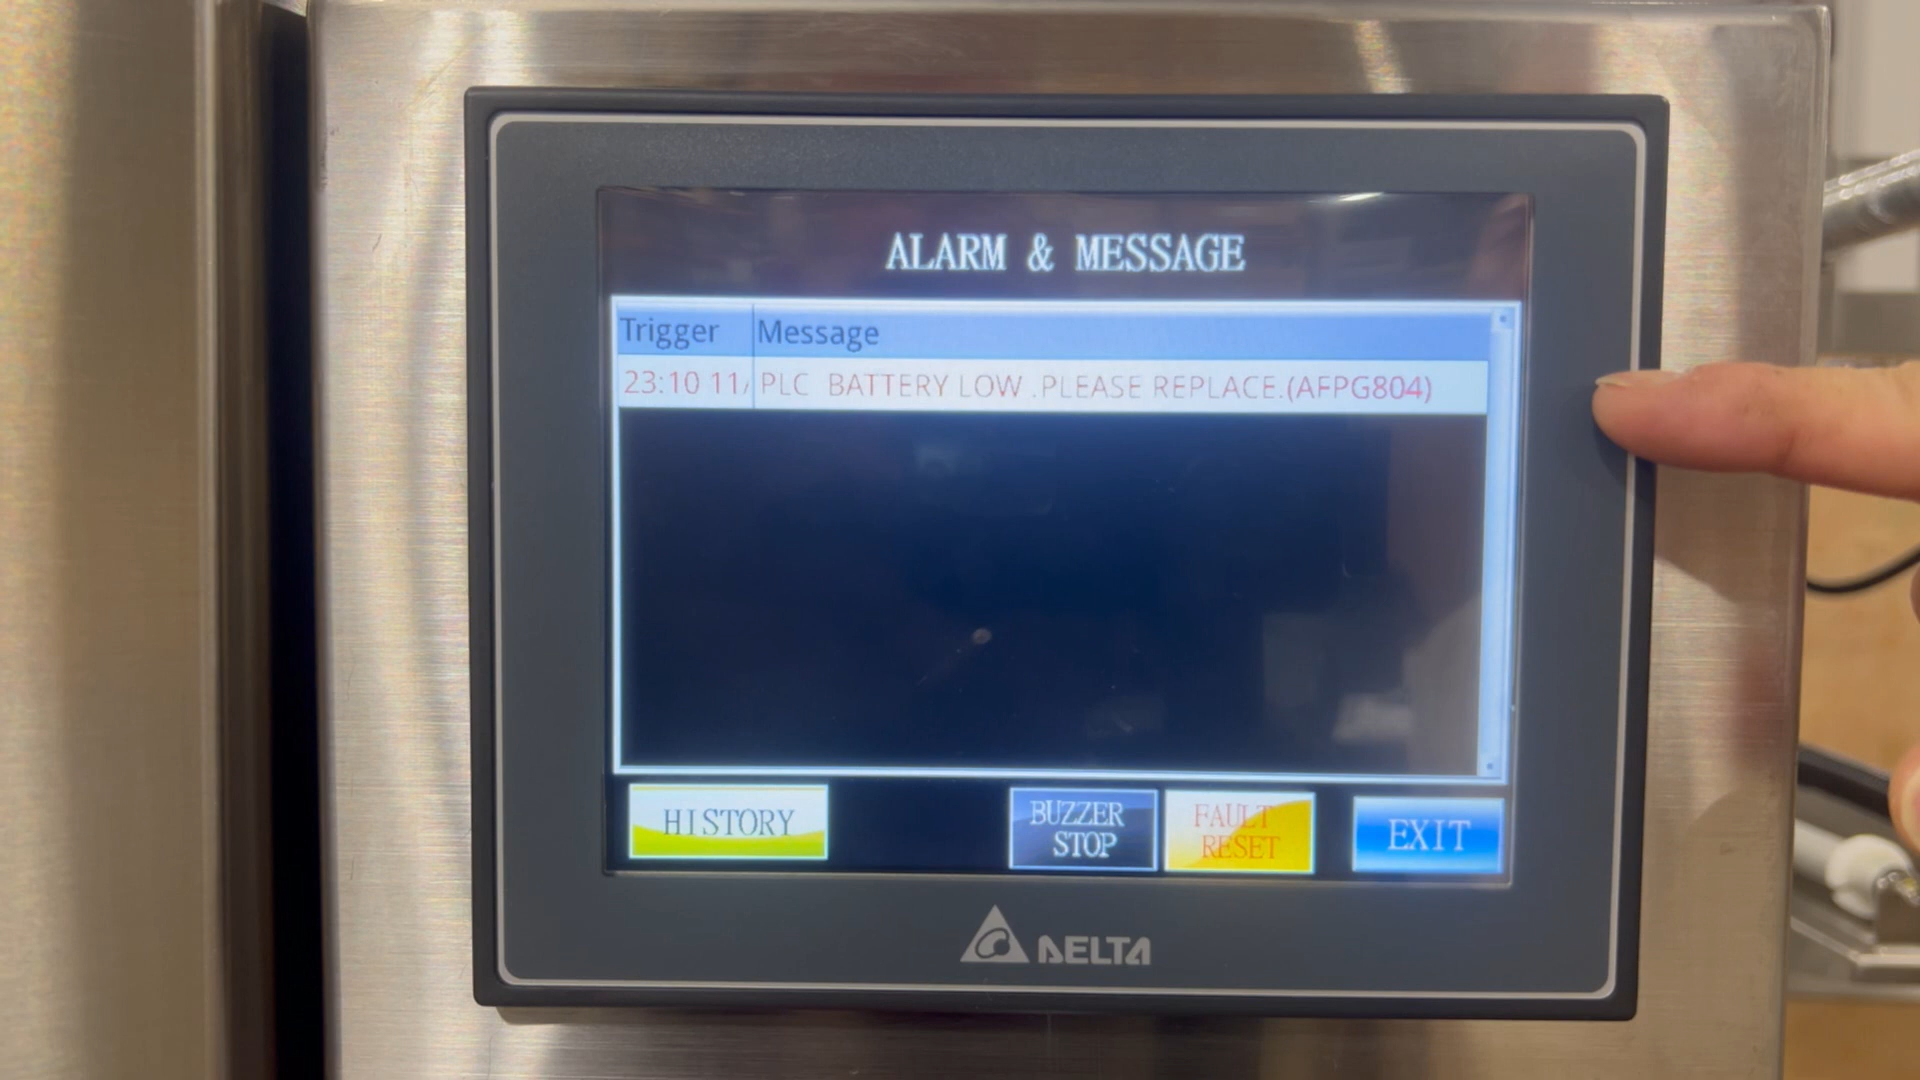 ALARM & MESSAGE
Trigger Message
23:10 11/ PLC BATTERY LOW .PLEASE REPLACE.(AFPG804)
HISTORY
BUZZER STOP
FAULT RESET
EXIT
DELTA